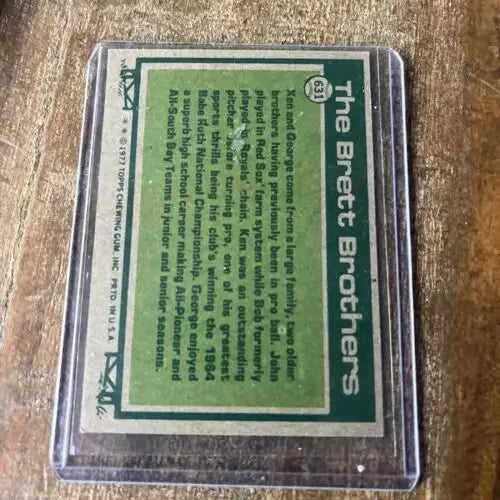 631
The Brett Brothers
Ken and George come from a large family, two older
brothers having previously been in pro ball. John
played in Red Sox' farm system while Bob formerly
played in Royals' chain. Ken was an outstanding
pitcher before turning pro, one of his greatest
sports thrills being his club's winning the 1964
Babe Ruth National Championship. George enjoyed
a superb high school career making All-Pioneer and
All-South Bay Teams in junior and senior seasons.
* * © 1977 TOPPS CHEWING GUM, INC. PRTD. IN U.S.A.